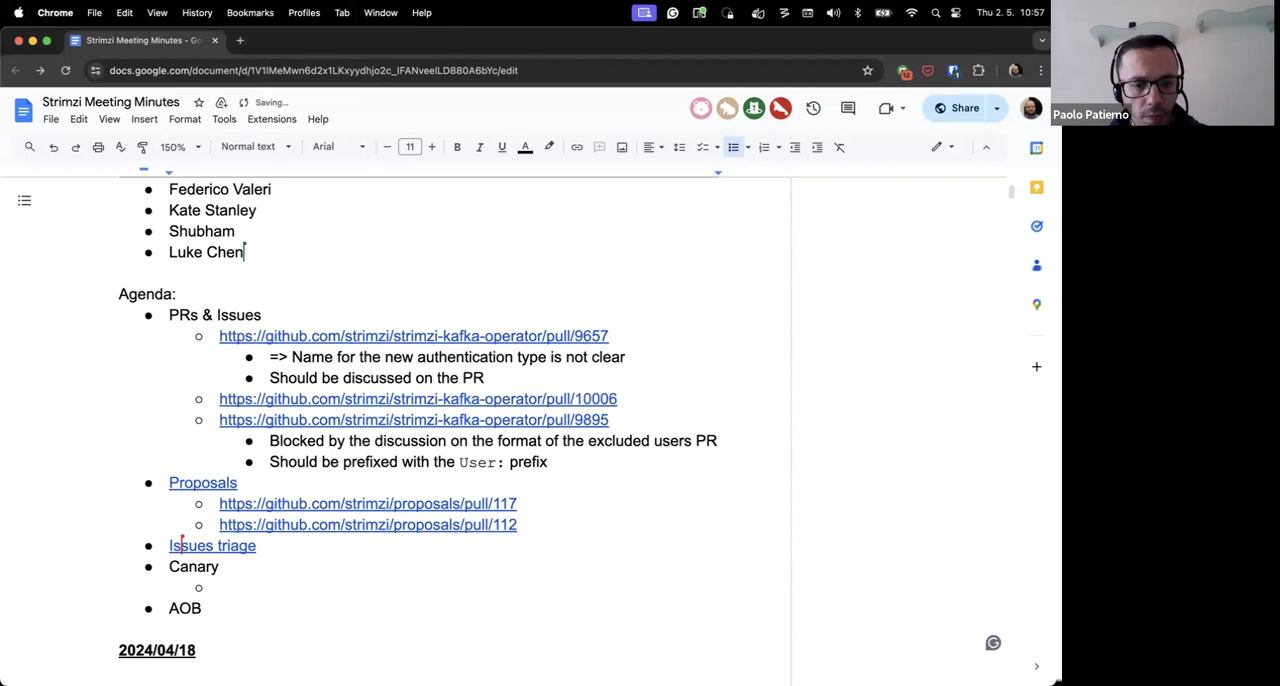 Chrome File Edit View History Bookmarks Profiles Tab Window Help Thu 2. 5. 10:57
Strimzi Meeting Minutes - Go
docs.google.com/document/d/1V1lMeMwn6d2x1LKxyydhjo2c_lFANveelLD880A6bYc/edit
12
Strimzi Meeting Minutes Saving...
File Edit View Insert Format Tools Extensions Help
Share
150% Normal text Arial 11
Paolo Patierno
Federico Valeri
Kate Stanley
Shubham
Luke Chen
Agenda:
PRs & Issues
https://github.com/strimzi/strimzi-kafka-operator/pull/9657
=> Name for the new authentication type is not clear
Should be discussed on the PR
https://github.com/strimzi/strimzi-kafka-operator/pull/10006
https://github.com/strimzi/strimzi-kafka-operator/pull/9895
Blocked by the discussion on the format of the excluded users PR
Should be prefixed with the User: prefix
Proposals
https://github.com/strimzi/proposals/pull/117
https://github.com/strimzi/proposals/pull/112
Issues triage
Canary
AOB
2024/04/18